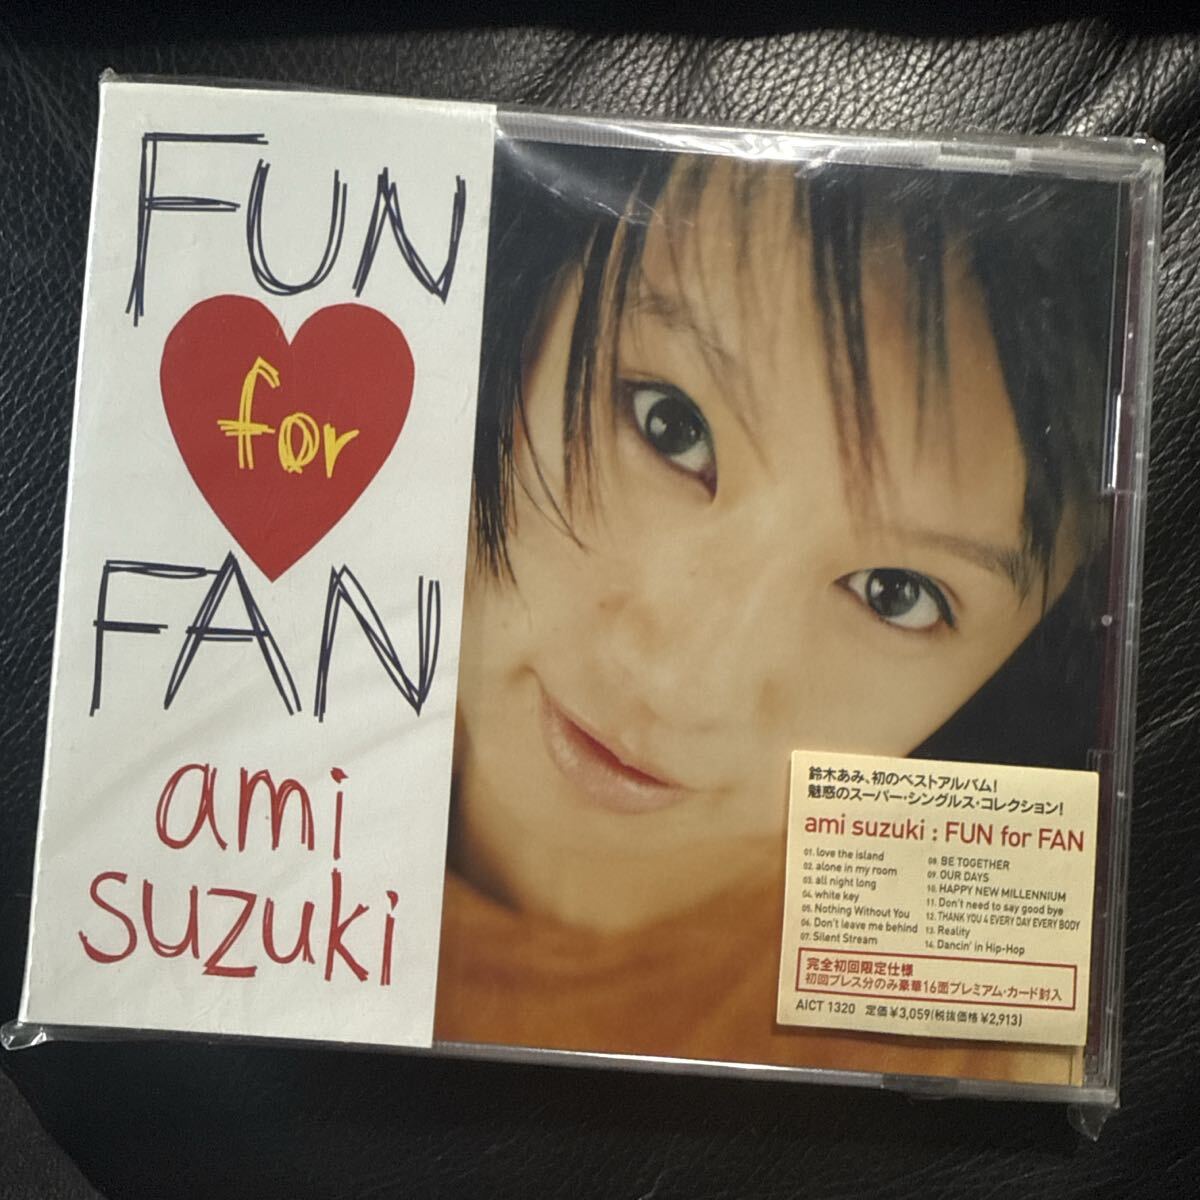 FUN
for
FAN
ami
suzuki
鈴木あみ、初のベストアルバム!
魅惑のスーパー・シングルス・コレクション!
ami suzuki : FUN for FAN
01. love the island
02. alone in my room
03. all night long
04. white key
05. Nothing Without You
06. Don't leave me behind
07. Silent Stream
08. BE TOGETHER
09. OUR DAYS
10. HAPPY NEW MILLENNIUM
11. Don't need to say good bye
12. THANK YOU 4 EVERY DAY EVERY BODY
13. Reality
14. Dancin' in Hip-Hop
完全初回限定仕様
初回プレス分のみ豪華16面プレミアム・カード封入
AICT 1320 定価¥3,059(税抜価格¥2,913)